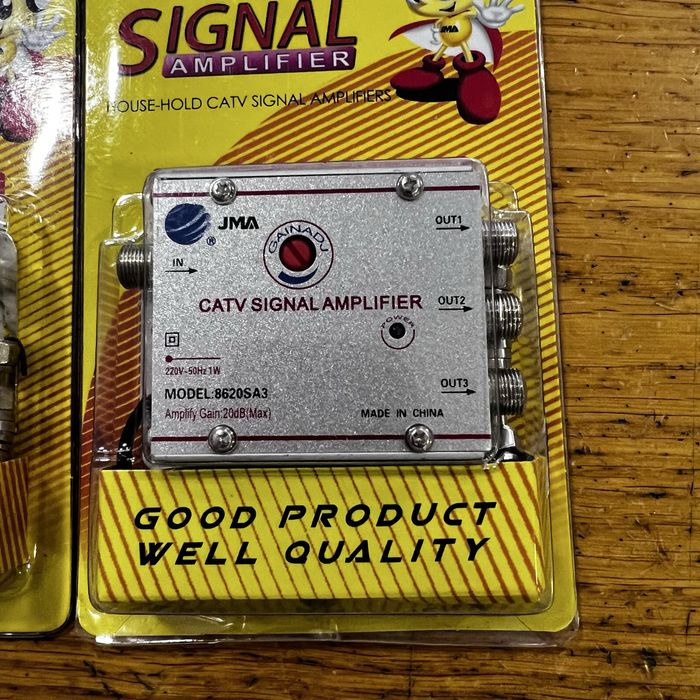 SIGNAL
AMPLIFIER
JMA
HOUSE-HOLD CATV SIGNAL AMPLIFIERS
JMA
®
GAINADJ
OUT1
IN
CATV SIGNAL AMPLIFIER
OUT2
POWER
220V~50Hz 1W
OUT3
MODEL:8620SA3
Amplify Gain:20dB(Max)
MADE IN CHINA
GOOD PRODUCT
WELL QUALITY